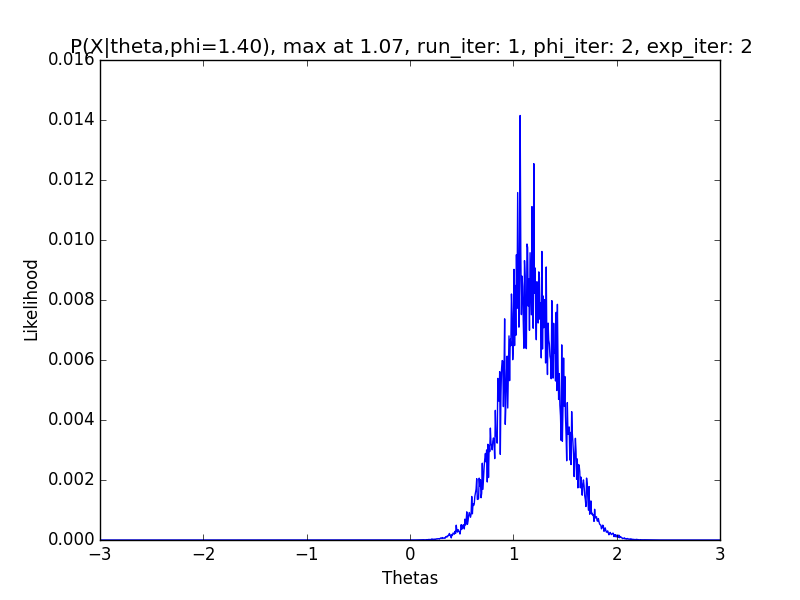 P(X|theta,phi=1.40), max at 1.07, run_iter: 1, phi_iter: 2, exp_iter: 2
0.016
0.014
0.012
0.010
0.008
0.006
0.004
0.002
0.000
Likelihood
−3 −2 −1 0 1 2 3
Thetas